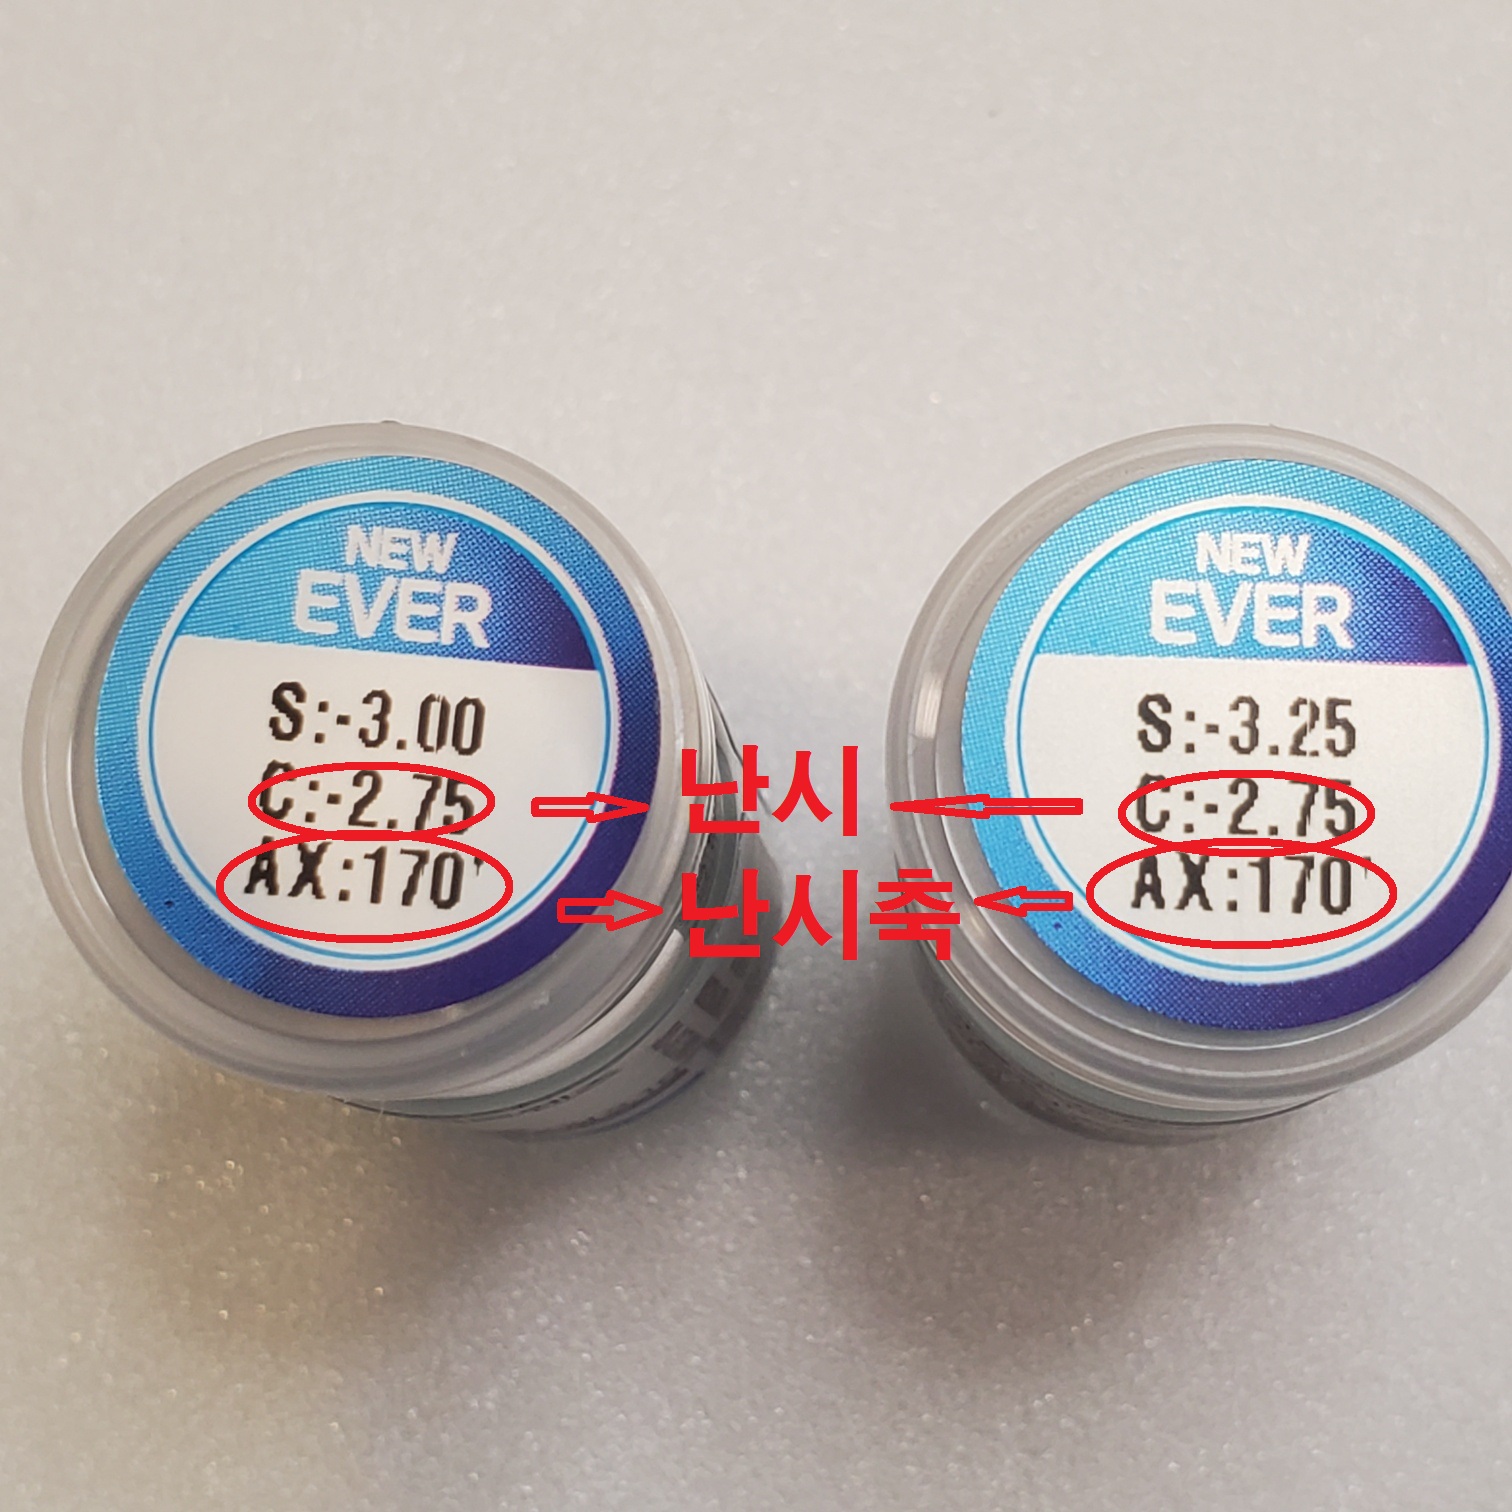 NEW
EVER
S:-3.00
C:-2.75
AX:170'
난시
난시축
NEW
EVER
S:-3.25
C:-2.75
AX:170'